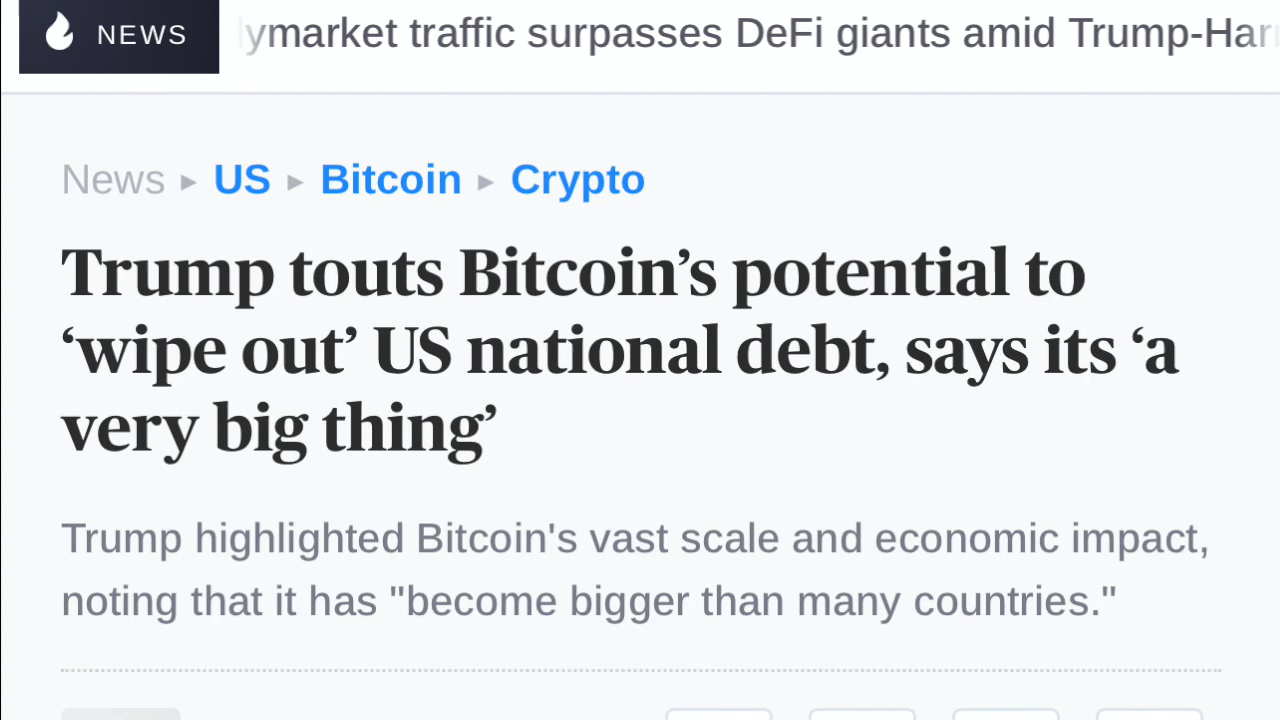 NEWS
ymarket traffic surpasses DeFi giants amid Trump-Har
News ▸ US ▸ Bitcoin ▸ Crypto
Trump touts Bitcoin’s potential to
‘wipe out’ US national debt, says its ‘a
very big thing’
Trump highlighted Bitcoin's vast scale and economic impact,
noting that it has "become bigger than many countries."